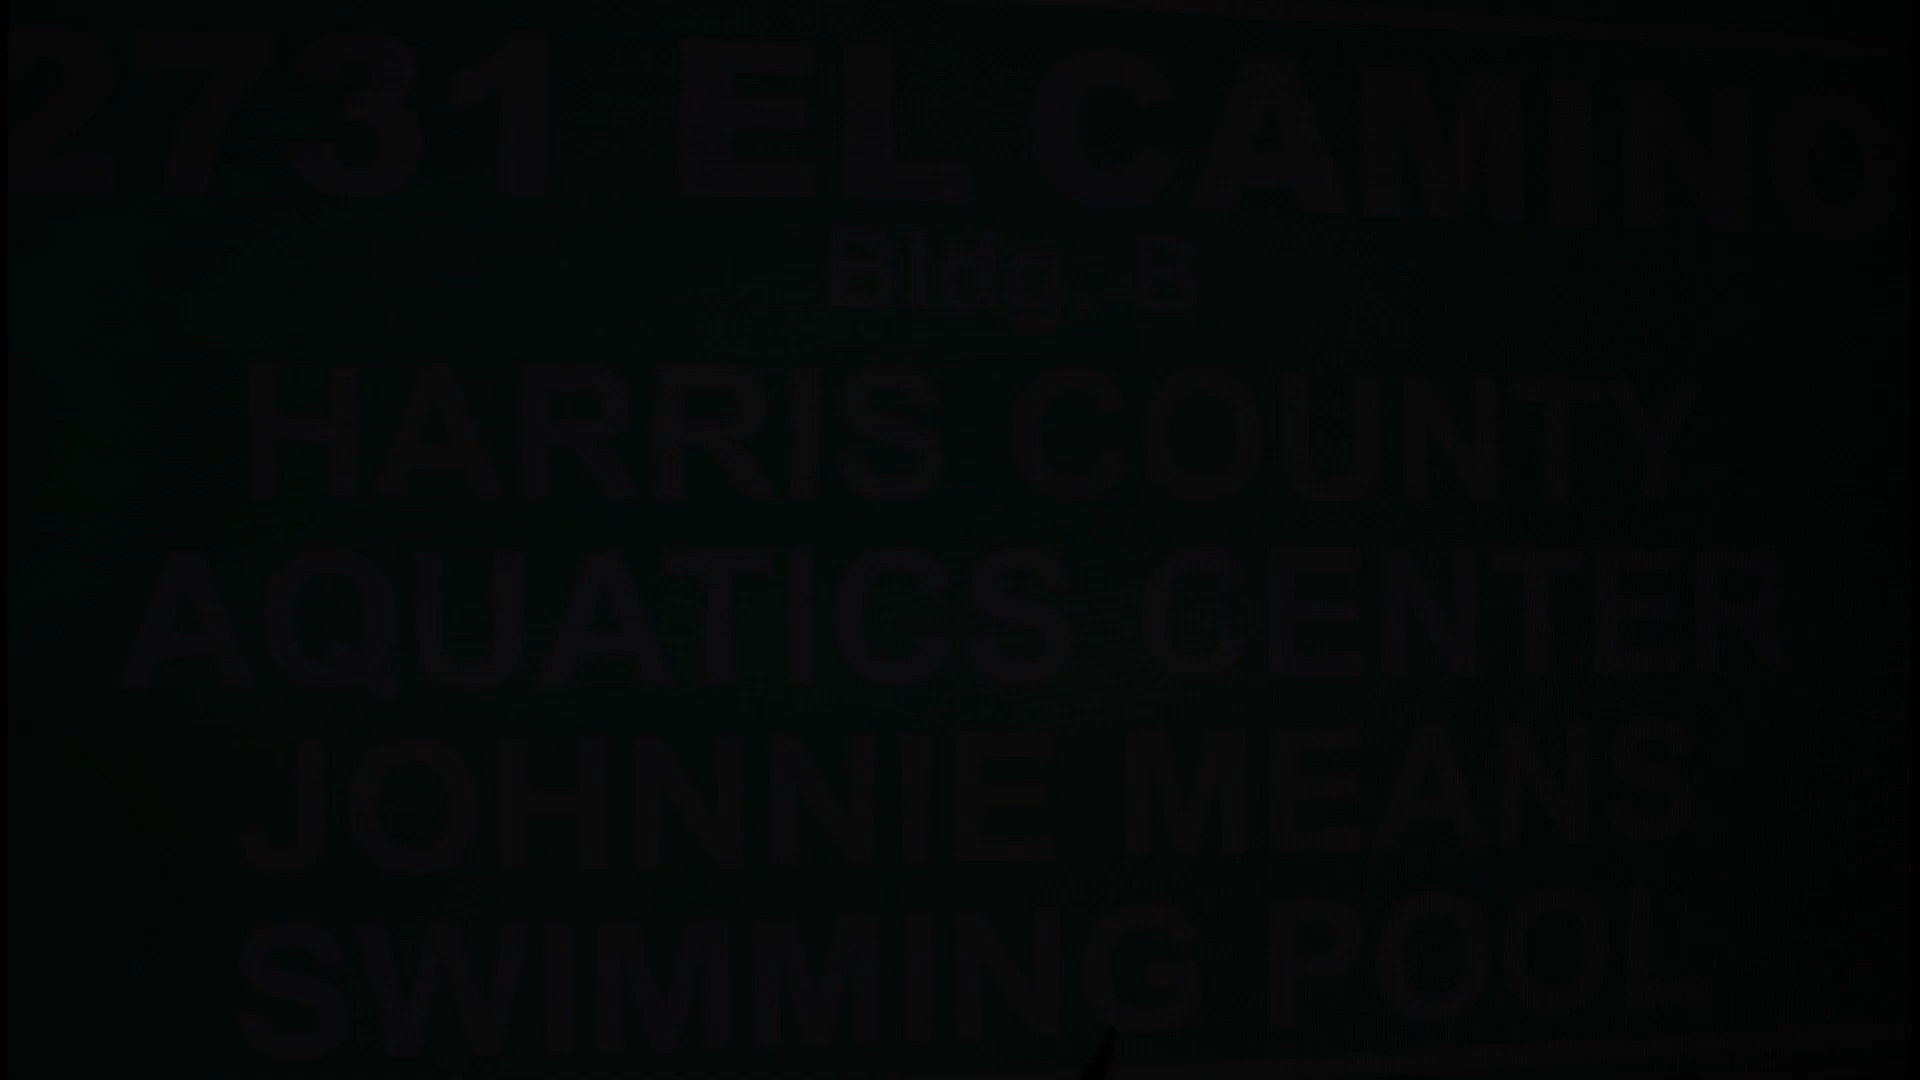 2731 EL CAMINO
Bldg. B
HARRIS COUNTY
AQUATICS CENTER
JOHNNIE MEANS
SWIMMING POOL